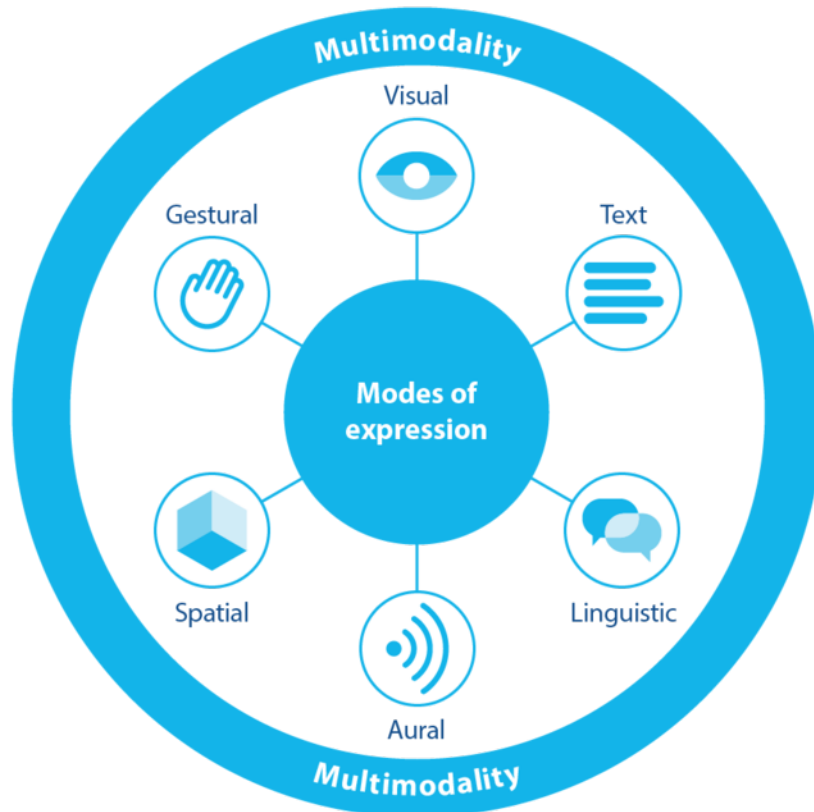 Multimodality
Visual
Gestural
Text
Modes of
expression
Spatial
Linguistic
Aural
Multimodality